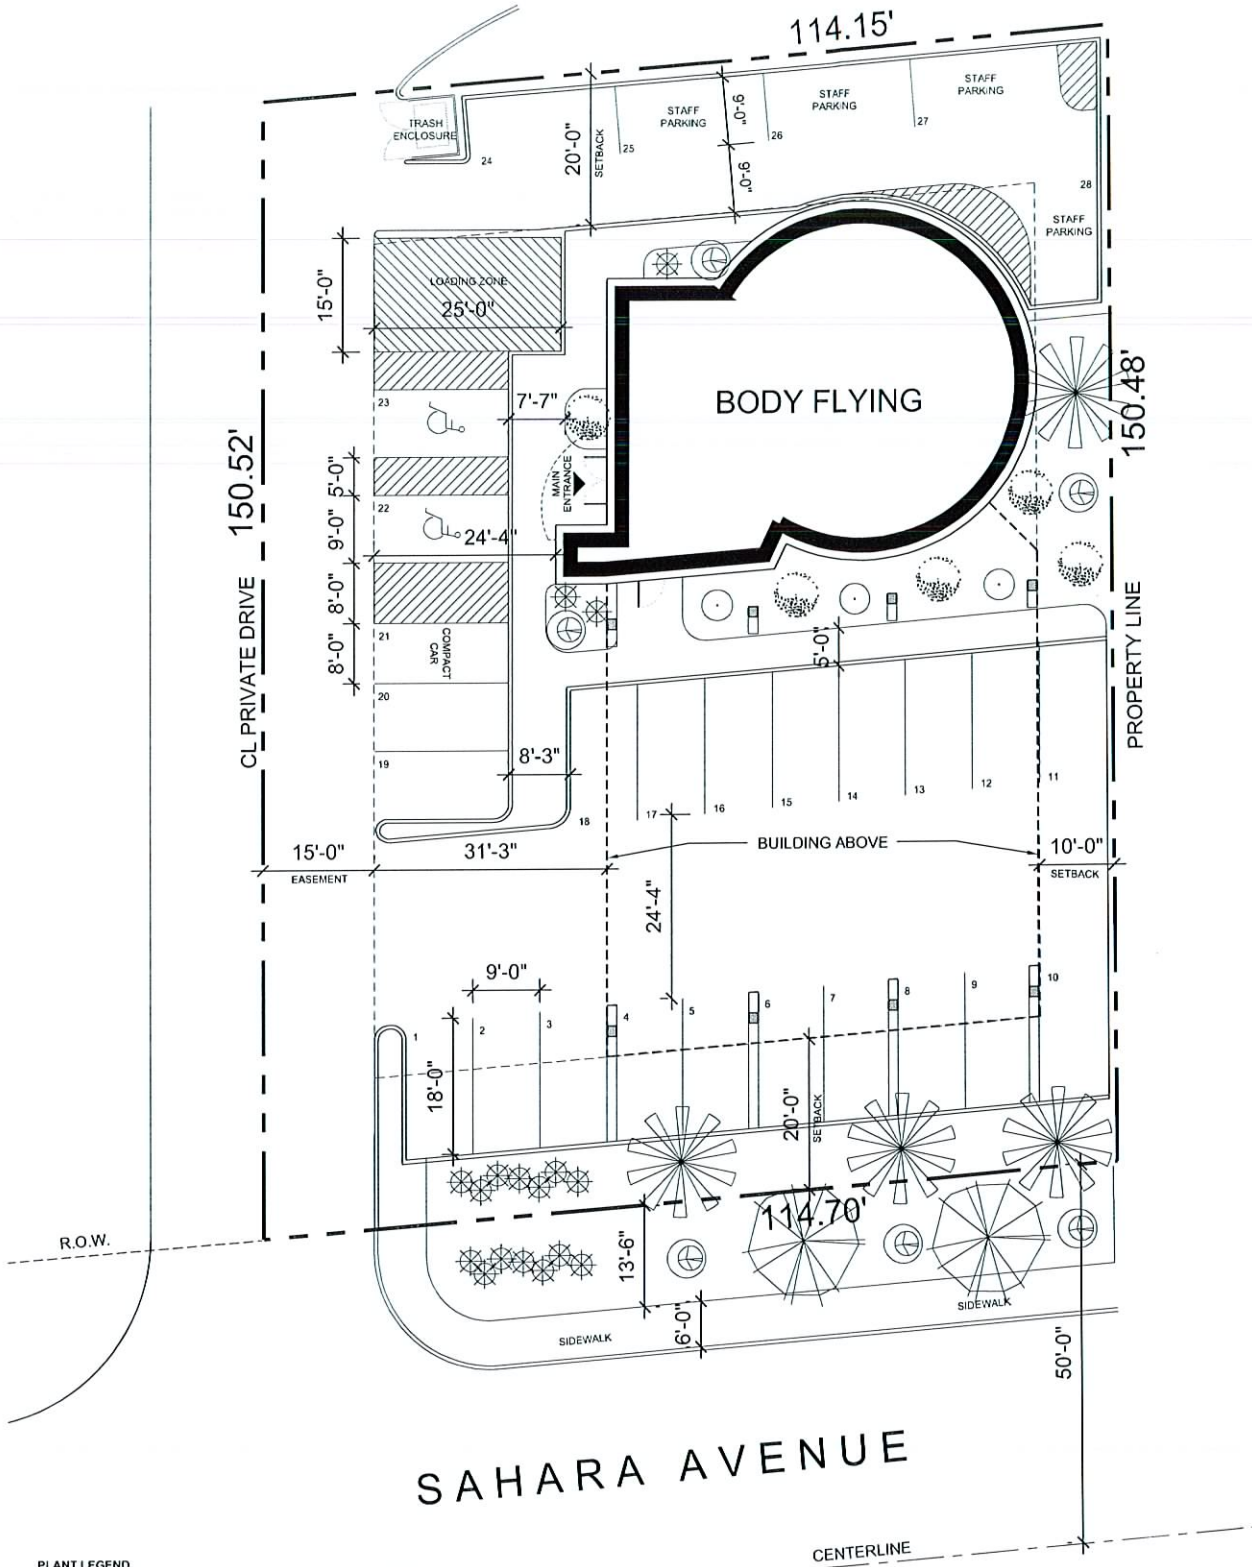 114.15'
TRASH
ENCLOSURE
24
20'-0"
SETBACK
25
STAFF
PARKING
9'-0"
9'-0"
26
STAFF
PARKING
27
STAFF
PARKING
28
STAFF
PARKING
15'-0"
LOADING ZONE
25'-0"
23
7'-7"
BODY FLYING
150.48'
150.52'
5'-0"
MAIN
ENTRANCE
22
9'-0"
24'-4"
8'-0"
21
COMPACT
CAR
8'-0"
CL PRIVATE DRIVE
PROPERTY LINE
20
5'-0"
19
8'-3"
18
17
16
15
14
13
12
11
BUILDING ABOVE
15'-0"
EASEMENT
31'-3"
10'-0"
SETBACK
24'-4"
9'-0"
1
2
3
4
5
6
7
8
9
10
18'-0"
20'-0"
SETBACK
114.70'
R.O.W.
13'-6"
6'-0"
SIDEWALK
SIDEWALK
50'-0"
SAHARA AVENUE
CENTERLINE
PLANT LEGEND